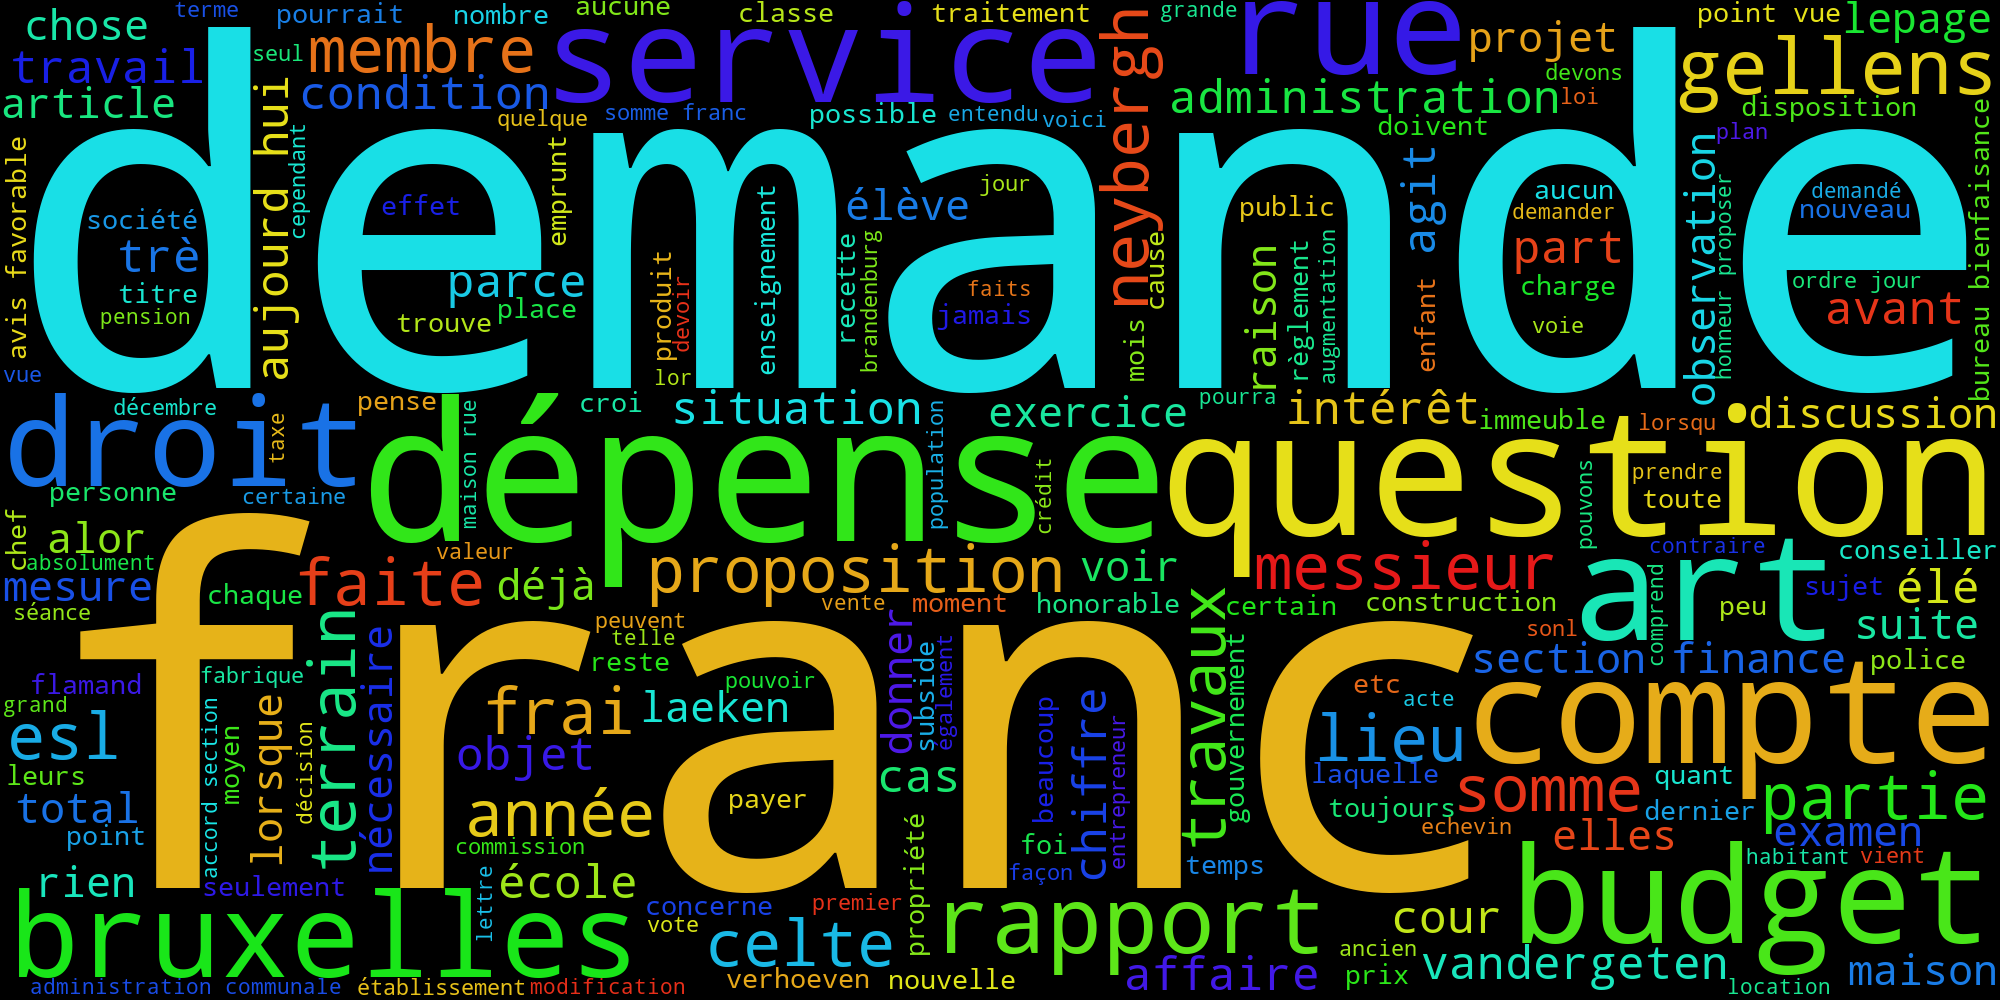 terme
pourrait
nombre
aucune
classe
traitement
grande
point vue
lepage
chose
seul
membre
service
rue
projet
gellens
travail
condition
devons
article
quelque
somme franc
possible
entendu
voici
administration
loi
disposition
doivent
plan
demande
avis favorable
aujourd hui
cependant
emprunt
neybergh
agit
observation
honneur proposer
bureau bienfaisance
société
effet
élève
jour
public
aucun
demander
demandé
nouveau
trè
titre
pension
parce
place
trouve
produit
devoir
lor
enseignement
recette
brandenburg
faits
jamais
cause
mois
raison
règlement
augmentation
enfant
part
charge
voie
ordre jour
avant
vue
droit
décembre
taxe
pense
dépense
croi
situation
exercice
pourra
intérêt
immeuble
lorsqu
discussion
question
personne
certaine
maison rue
population
crédit
pouvons
prendre
toute
chef
alor
absolument
mesure
séance
chaque
faite
valeur
déjà
proposition
voir
messieur
art
contraire
conseiller
comprend
peu
sujet
élé
suite
franc
vente
moment
honorable
certain
construction
sonl
peuvent
telle
reste
terrain
nécessaire
travaux
gouvernement
section finance
police
flamand
grand
fabrique
esl
accord section
moyen
lorsque
décision
frai
laeken
pouvoir
donner
subside
également
objet
beaucoup
chiffre
entrepreneur
etc
acte
lieu
compte
laquelle
leurs
total
point
année
payer
cas
toujours
somme
quant
dernier
partie
echevin
elles
examen
commission
propriété
foi
façon
temps
habitant
vient
rien
seulement
école
lettre
concerne
premier
vote
bruxelles
celte
rapport
cour
budget
ancien
prix
vandergeten
maison
location
administration communale
établissement
modification
verhoeven
nouvelle
affaire